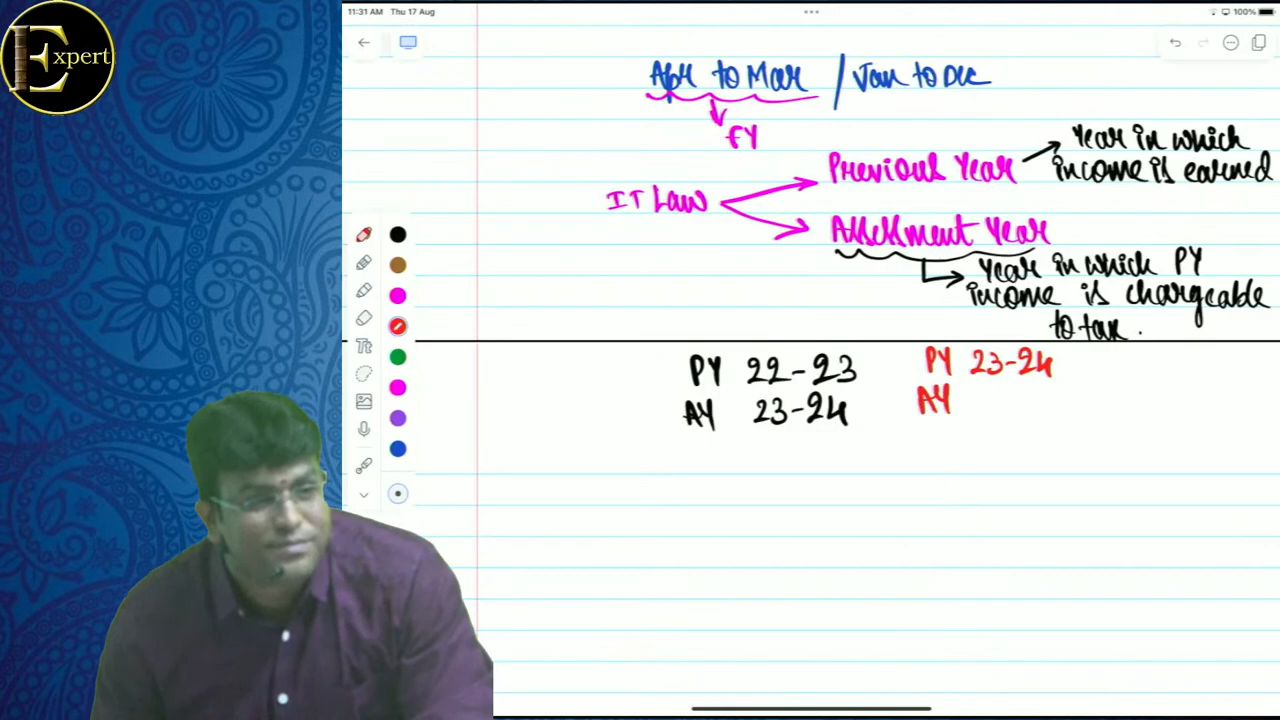 Expert
11:31 AM Thu 17 Aug
100%
Apr to Mar / Jan to Dec
FY
IT Law
Previous Year
Year in which
income is earned
Assessment Year
Year in which PY
income is chargeable
to tax.
PY 22-23
AY 23-24
PY 23-24
AY
Tt